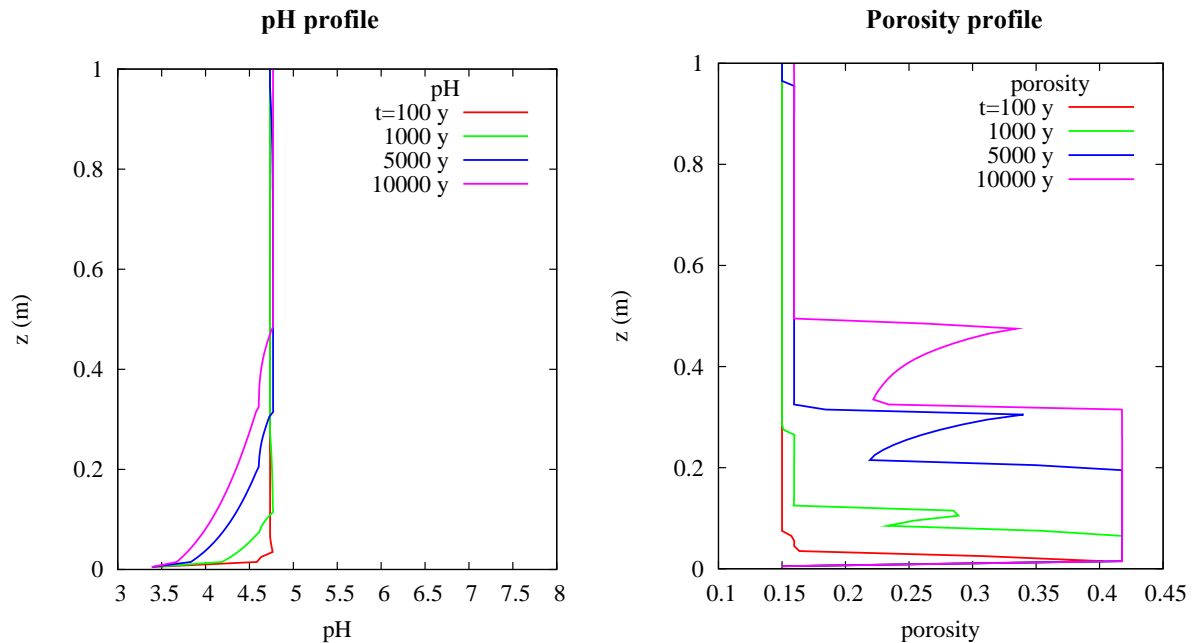 pH profile
1
0.8
0.6
0.4
0.2
0
z (m)
3 3.5 4 4.5 5 5.5 6 6.5 7 7.5 8
pH
pH
t=100 y
1000 y
5000 y
10000 y
Porosity profile
1
0.8
0.6
0.4
0.2
0
z (m)
0.1 0.15 0.2 0.25 0.3 0.35 0.4 0.45
porosity
porosity
t=100 y
1000 y
5000 y
10000 y